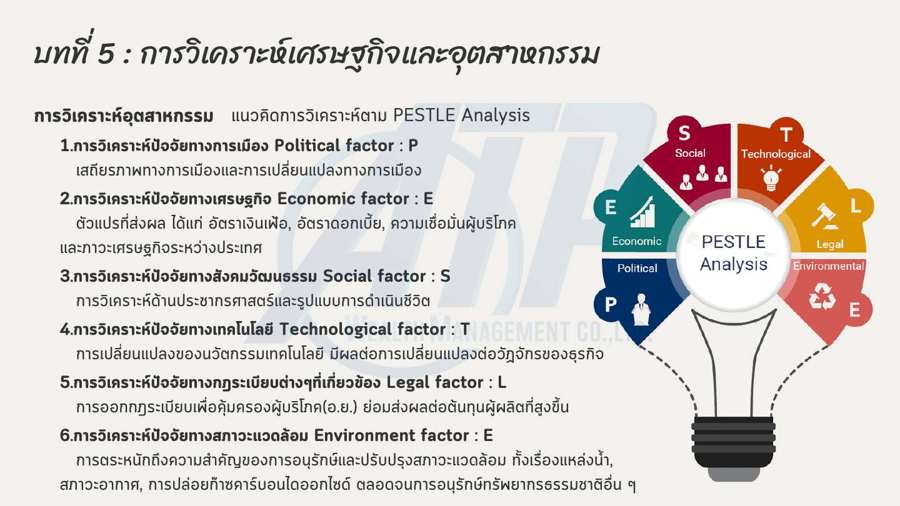 บทที่ 5 : การวิเคราะห์เศรษฐกิจและอุตสาหกรรม
การวิเคราะห์อุตสาหกรรม แนวคิดการวิเคราะห์ตาม PESTLE Analysis
1.การวิเคราะห์ปัจจัยทางการเมือง Political factor : P
เสถียรภาพทางการเมืองและการเปลี่ยนแปลงทางการเมือง
2.การวิเคราะห์ปัจจัยทางเศรษฐกิจ Economic factor : E
ตัวแปรที่ส่งผล ได้แก่ อัตราเงินเฟ้อ, อัตราดอกเบี้ย, ความเชื่อมั่นผู้บริโภค
และภาวะเศรษฐกิจระหว่างประเทศ
3.การวิเคราะห์ปัจจัยทางสังคมวัฒนธรรม Social factor : S
การวิเคราะห์ด้านประชากรศาสตร์และรูปแบบการดำเนินชีวิต
4.การวิเคราะห์ปัจจัยทางเทคโนโลยี Technological factor : T
การเปลี่ยนแปลงของนวัตกรรมเทคโนโลยี มีผลต่อการเปลี่ยนแปลงต่อวัฎจักรของธุรกิจ
5.การวิเคราะห์ปัจจัยทางกฎระเบียบต่างๆที่เกี่ยวข้อง Legal factor : L
การออกกฎระเบียบเพื่อคุ้มครองผู้บริโภค(อ.ย.) ย่อมส่งผลต่อต้นทุนผู้ผลิตที่สูงขึ้น
6.การวิเคราะห์ปัจจัยทางสภาวะแวดล้อม Environment factor : E
การตระหนักถึงความสำคัญของการอนุรักษ์และปรับปรุงสภาวะแวดล้อม ทั้งเรื่องแหล่งน้ำ,
สภาวะอากาศ, การปล่อยก๊าซคาร์บอนไดออกไซด์ ตลอดจนการอนุรักษ์ทรัพยากรธรรมชาติอื่น ๆ
ATP
WEALTH MANAGEMENT CO.,
S
Social
T
Technological
E
Economic
L
Legal
PESTLE
Analysis
Political
P
Environmental
E